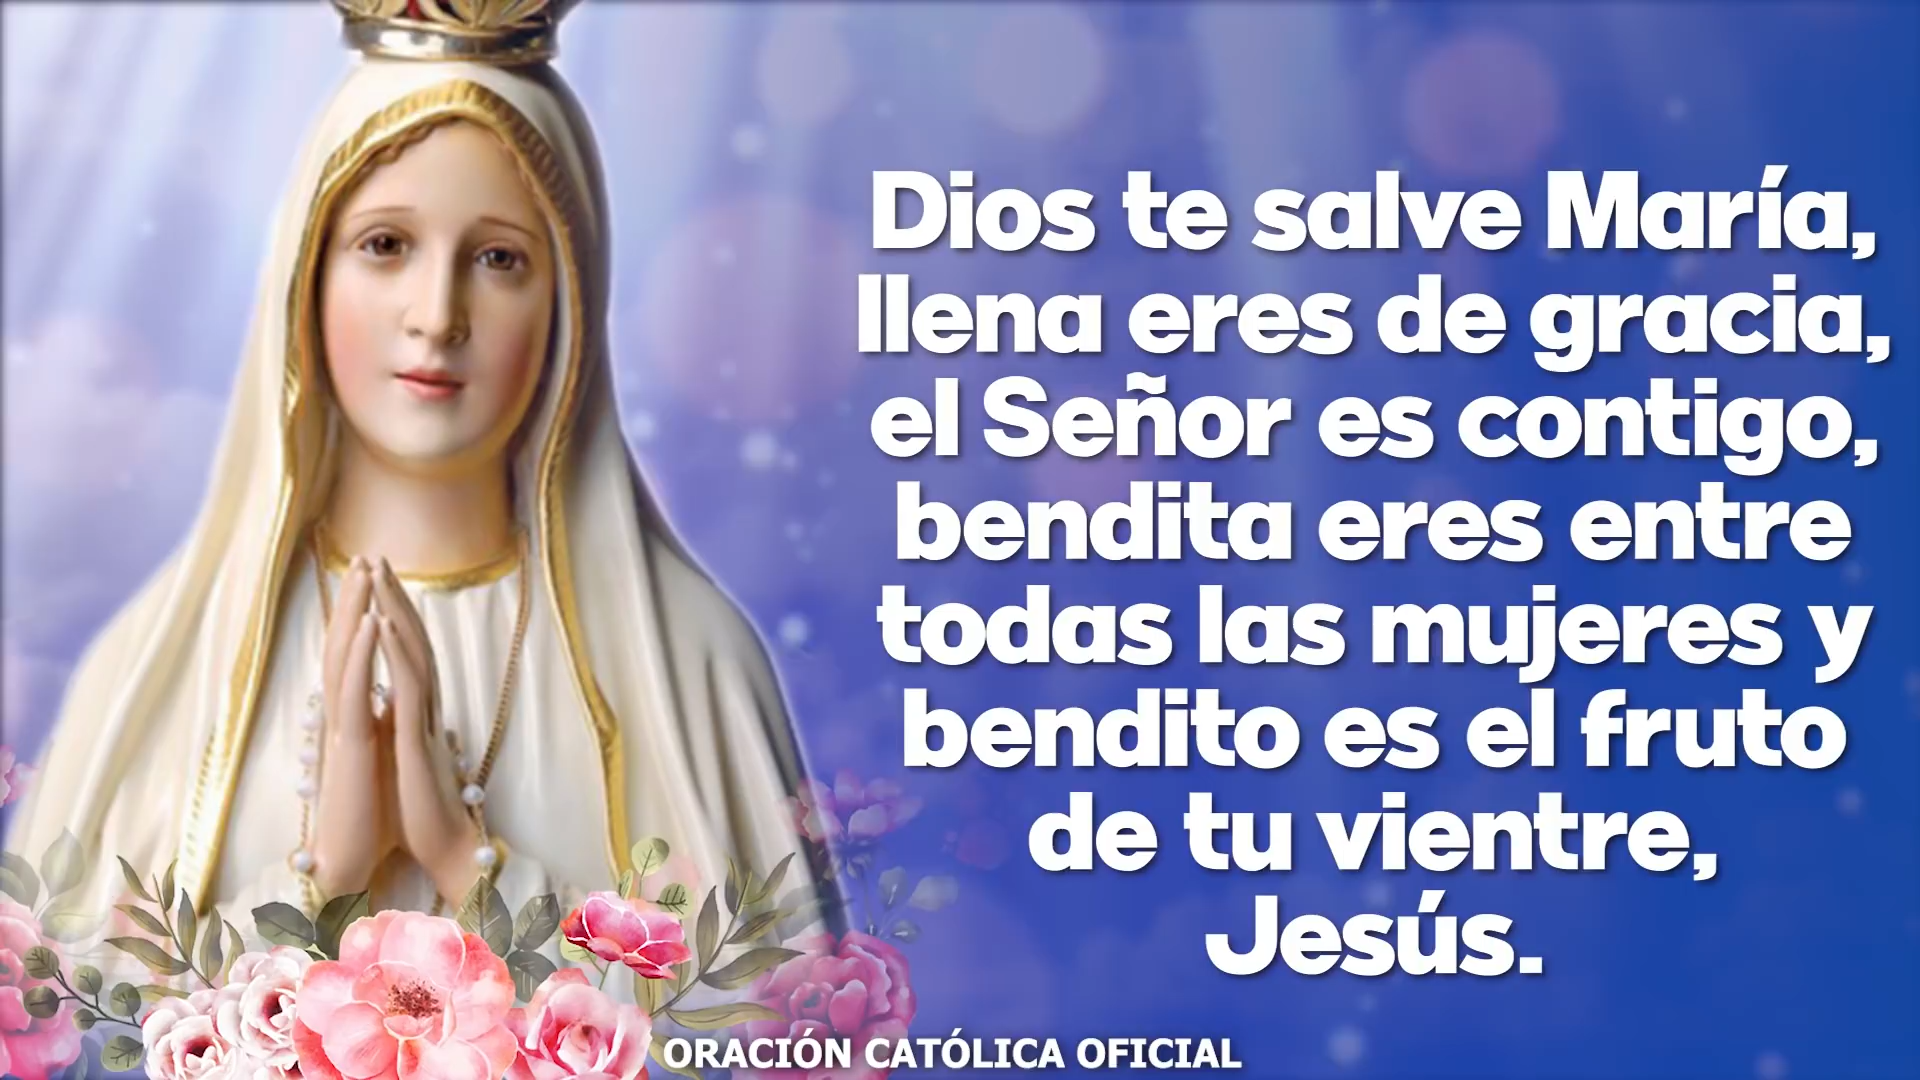 Dios te salve María,
llena eres de gracia,
el Señor es contigo,
bendita eres entre
todas las mujeres y
bendito es el fruto
de tu vientre,
Jesús.
ORACIÓN CATÓLICA OFICIAL